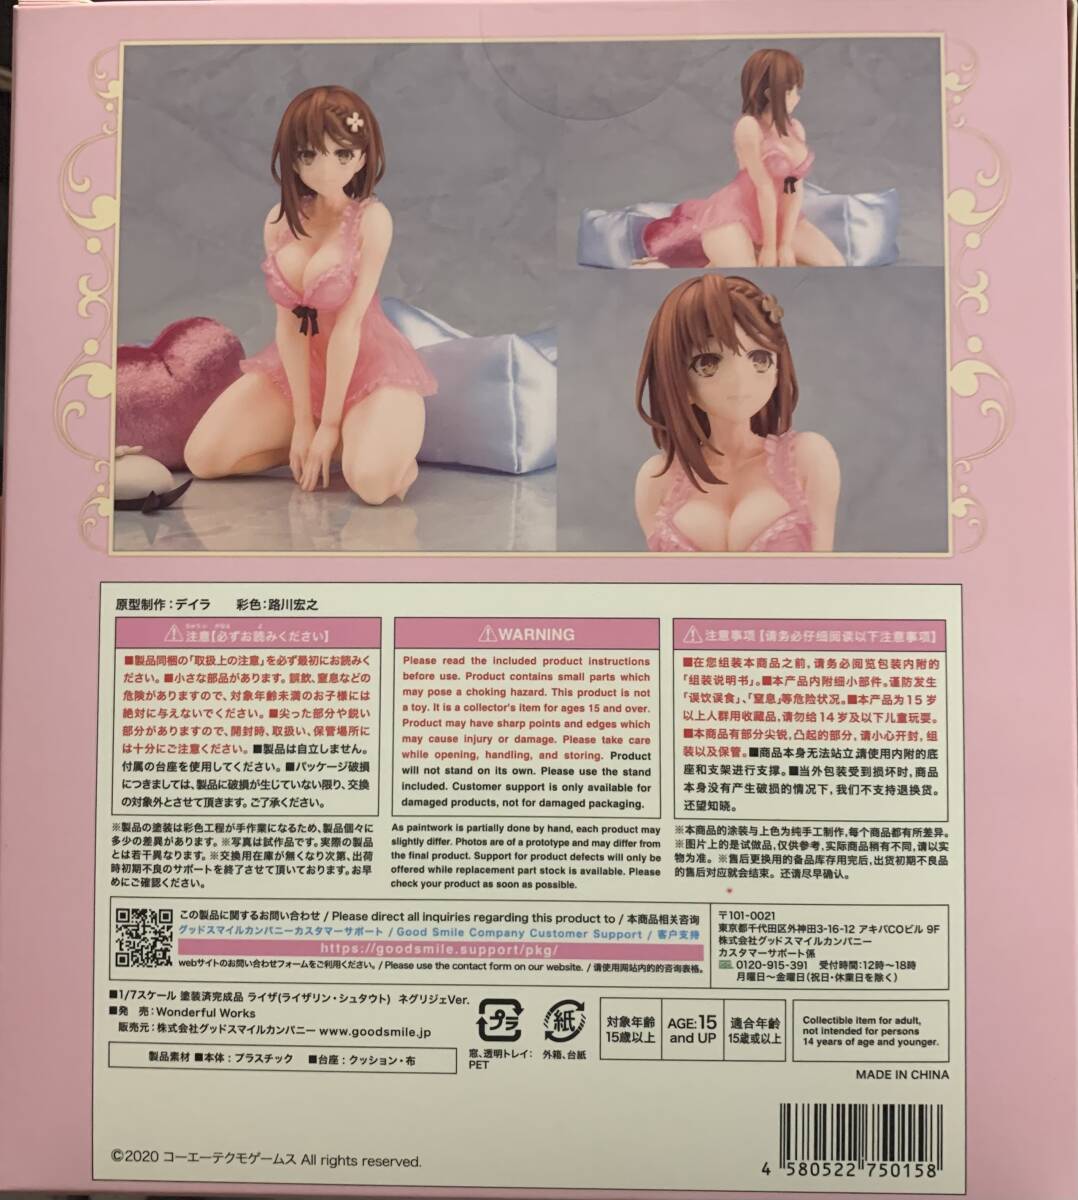 原型制作：デイラ　彩色：路川宏之
⚠注意【必ずお読みください】
■製品同梱の「取扱上の注意」を必ず最初にお読みく
ださい。■小さな部品があります。誤飲、窒息などの
危険がありますので、対象年齢未満のお子様には
絶対に与えないでください。■尖った部分や鋭い
部分がありますので、開封時、取扱い、保管場所に
は十分にご注意ください。■製品は自立しません。
付属の台座を使用してください。■パッケージ破損
につきましては、製品に破損が生じていない限り、交換
の対象外とさせて頂きます。ご了承ください。
⚠WARNING
Please read the included product instructions
before use. Product contains small parts which
may pose a choking hazard. This product is not
a toy. It is a collector's item for ages 15 and over.
Product may have sharp points and edges which
may cause injury or damage. Please take care
while opening, handling, and storing. Product
will not stand on its own. Please use the stand
included. Customer support is only available for
damaged products, not for damaged packaging.
⚠注意事项【请务必仔细阅读以下注意事项】
■在您组装本商品之前，请务必阅览包装内附的
「组装说明书」。■本产品内附细小部件。谨防发生
「误饮误食」、「窒息」等危险状况。■本产品为15岁
以上人群用收藏品，请勿给14岁及以下儿童玩耍。
■本商品有部分尖锐，凸起的部分，请小心开封，组
装以及保管。■商品本身无法站立请使用内附的底
座和支架进行支撑。■当外包装受到损坏时，商品
本身没有产生破损的情况下，我们不支持退换货。
还望知晓。
※製品の塗装は彩色工程が手作業になるため、製品個々に
多少の差異があります。※写真は試作品です。実際の製品
とは若干異なります。※交換用在庫が無くなり次第、出荷
時初期不良のサポートを終了させて頂いております。お早
めにご確認ください。
As paintwork is partially done by hand, each product may
slightly differ. Photos are of a prototype and may differ from
the final product. Support for product defects will only be
offered while replacement part stock is available. Please
check your product as soon as possible.
※本商品的涂装与上色为纯手工制作，每个商品都有所差异。
※图片上的是试做品，仅供参考，实际商品稍有不同，请以实
物为准。※售后更换用的备品库存用完后，出货初期不良品
的售后对应就会结束。还请尽早确认。
この製品に関するお問い合わせ / Please direct all inquiries regarding this product to / 本商品相关咨询
グッドスマイルカンパニーカスタマーサポート / Good Smile Company Customer Support / 客户支持
https://goodsmile.support/pkg/
webサイトのお問い合わせフォームをご利用ください。/ Please use the contact form on our website. / 请使用网站内的的咨询表格。
〒101-0021
東京都千代田区外神田3-16-12 アキバCOビル 9F
株式会社グッドスマイルカンパニー
カスタマーサポート係
0120-915-391　受付時間：12時〜18時
月曜日〜金曜日（祝日・休業日を除く）
■1/7スケール 塗装済完成品 ライザ(ライザリン・シュタウト) ネグリジェVer.
■発　売：Wonderful Works
販売元：株式会社グッドスマイルカンパニー www.goodsmile.jp
製品素材 ■本体：プラスチック　■台座：クッション・布
プラ
窓、透明トレイ：
PET
紙
外箱、台紙
対象年齢
15歳以上
AGE: 15
and UP
適合年齢
15歳或以上
Collectible item for adult,
not intended for persons
14 years of age and younger.
MADE IN CHINA
©2020 コーエーテクモゲームス All rights reserved.
4 580522 750158